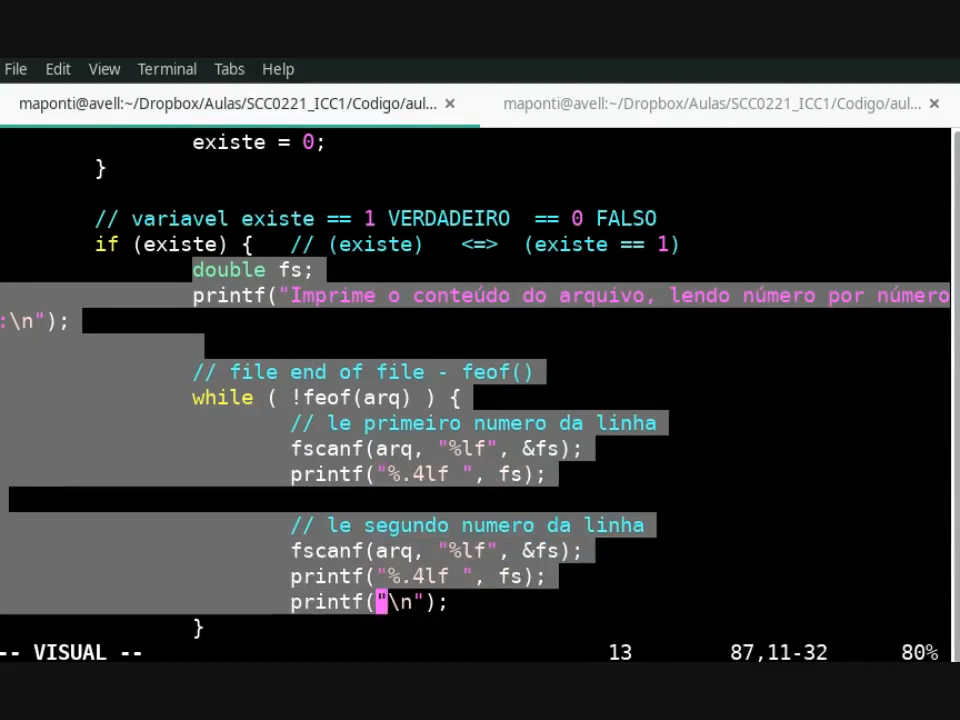 File Edit View Terminal Tabs Help
maponti@avell:~/Dropbox/Aulas/SCC0221_ICC1/Codigo/aul... × maponti@avell:~/Dropbox/Aulas/SCC0221_ICC1/Codigo/aul... ×
existe = 0;
}
// variavel existe == 1 VERDADEIRO == 0 FALSO
if (existe) { // (existe) <=> (existe == 1)
double fs;
printf("Imprime o conteúdo do arquivo, lendo número por número
:\n");
// file end of file - feof()
while ( !feof(arq) ) {
// le primeiro numero da linha
fscanf(arq, "%lf", &fs);
printf("%.4lf ", fs);
// le segundo numero da linha
fscanf(arq, "%lf", &fs);
printf("%.4lf ", fs);
printf("\n");
}
-- VISUAL -- 13 87,11-32 80%